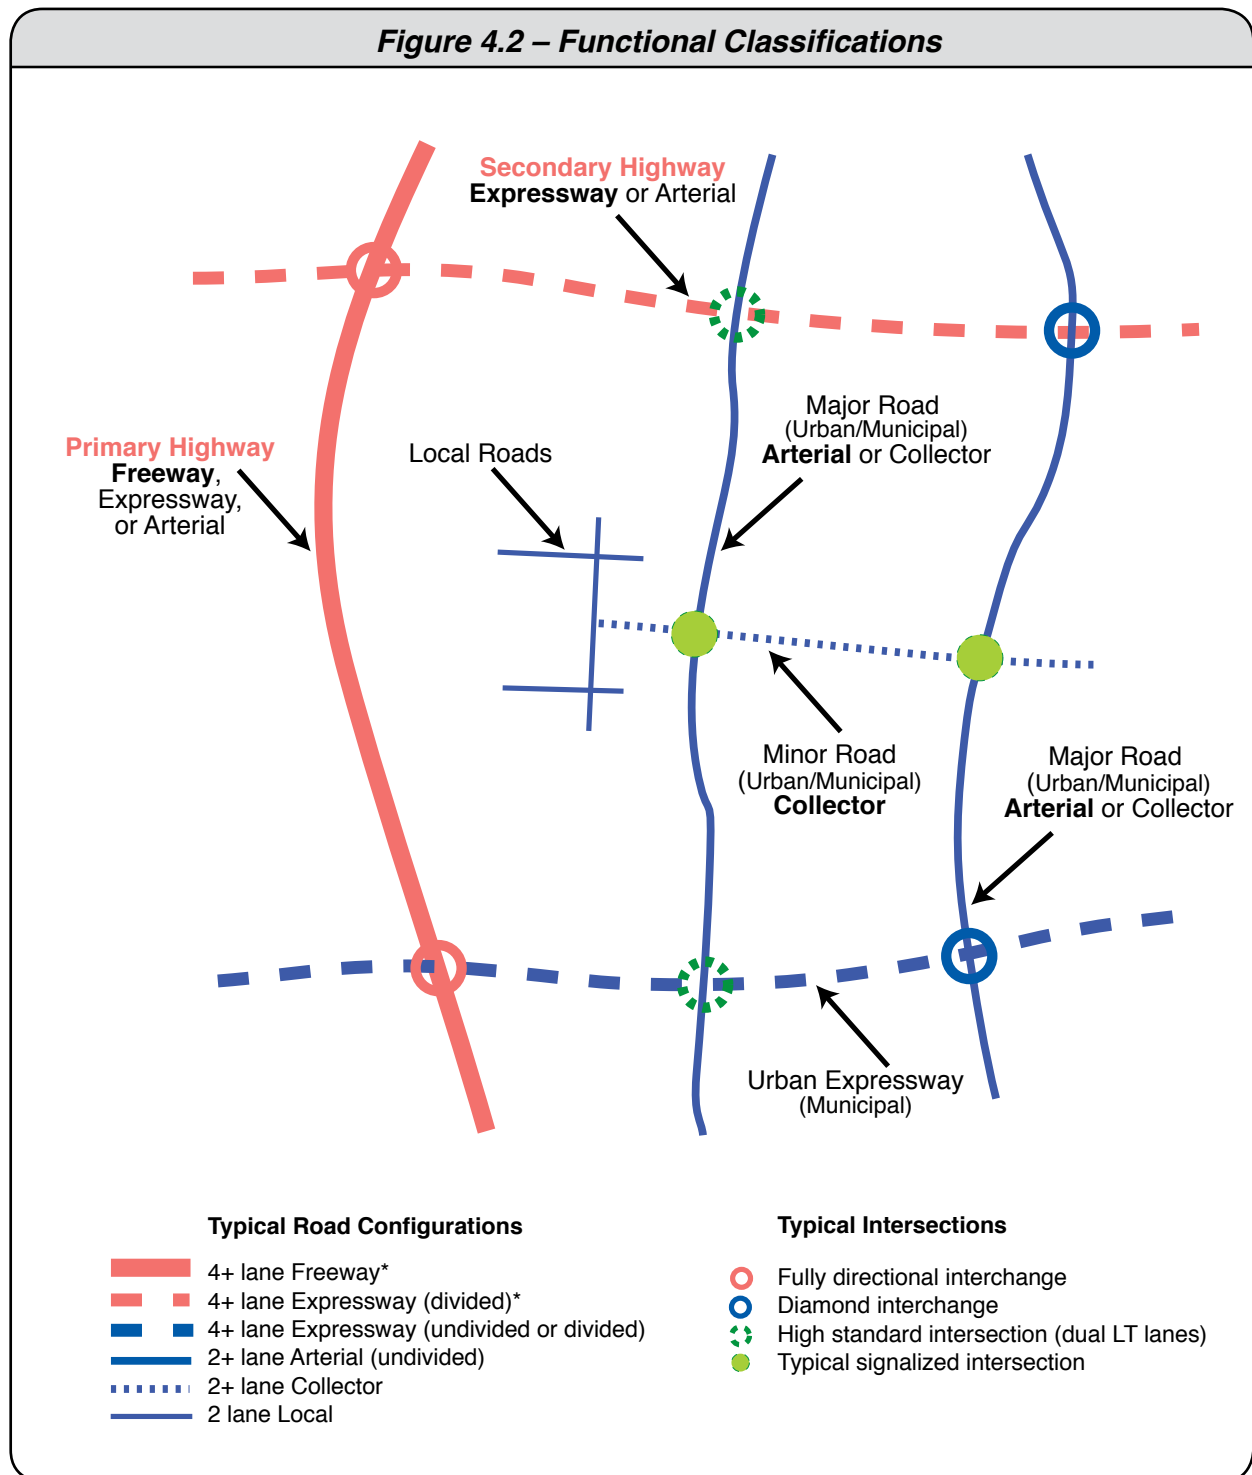 Figure 4.2 – Functional Classifications
Secondary Highway
Expressway or Arterial
Major Road
(Urban/Municipal)
Arterial or Collector
Primary Highway
Freeway,
Expressway,
or Arterial
Local Roads
Minor Road
(Urban/Municipal)
Collector
Major Road
(Urban/Municipal)
Arterial or Collector
Urban Expressway
(Municipal)
Typical Road Configurations
4+ lane Freeway*
4+ lane Expressway (divided)*
4+ lane Expressway (undivided or divided)
2+ lane Arterial (undivided)
2+ lane Collector
2 lane Local
Typical Intersections
Fully directional interchange
Diamond interchange
High standard intersection (dual LT lanes)
Typical signalized intersection